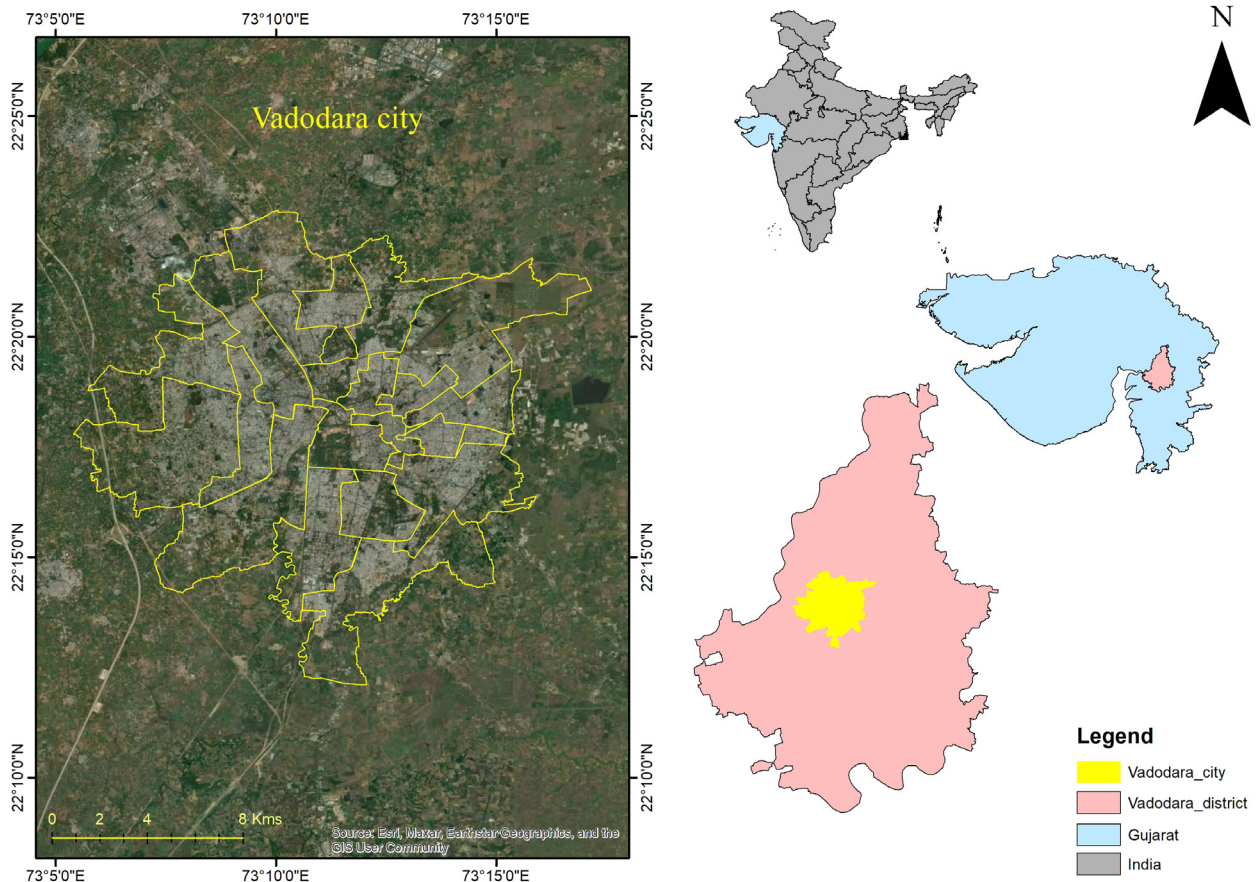 73°5'0"E 73°10'0"E 73°15'0"E
N
22°25'0"N
22°25'0"N
Vadodara city
22°20'0"N
22°20'0"N
22°15'0"N
22°15'0"N
22°10'0"N
22°10'0"N
0 2 4 8 Kms
Source: Esri, Maxar, Earthstar Geographics, and the
GIS User Community
73°5'0"E 73°10'0"E 73°15'0"E
Legend
Vadodara_city
Vadodara_district
Gujarat
India